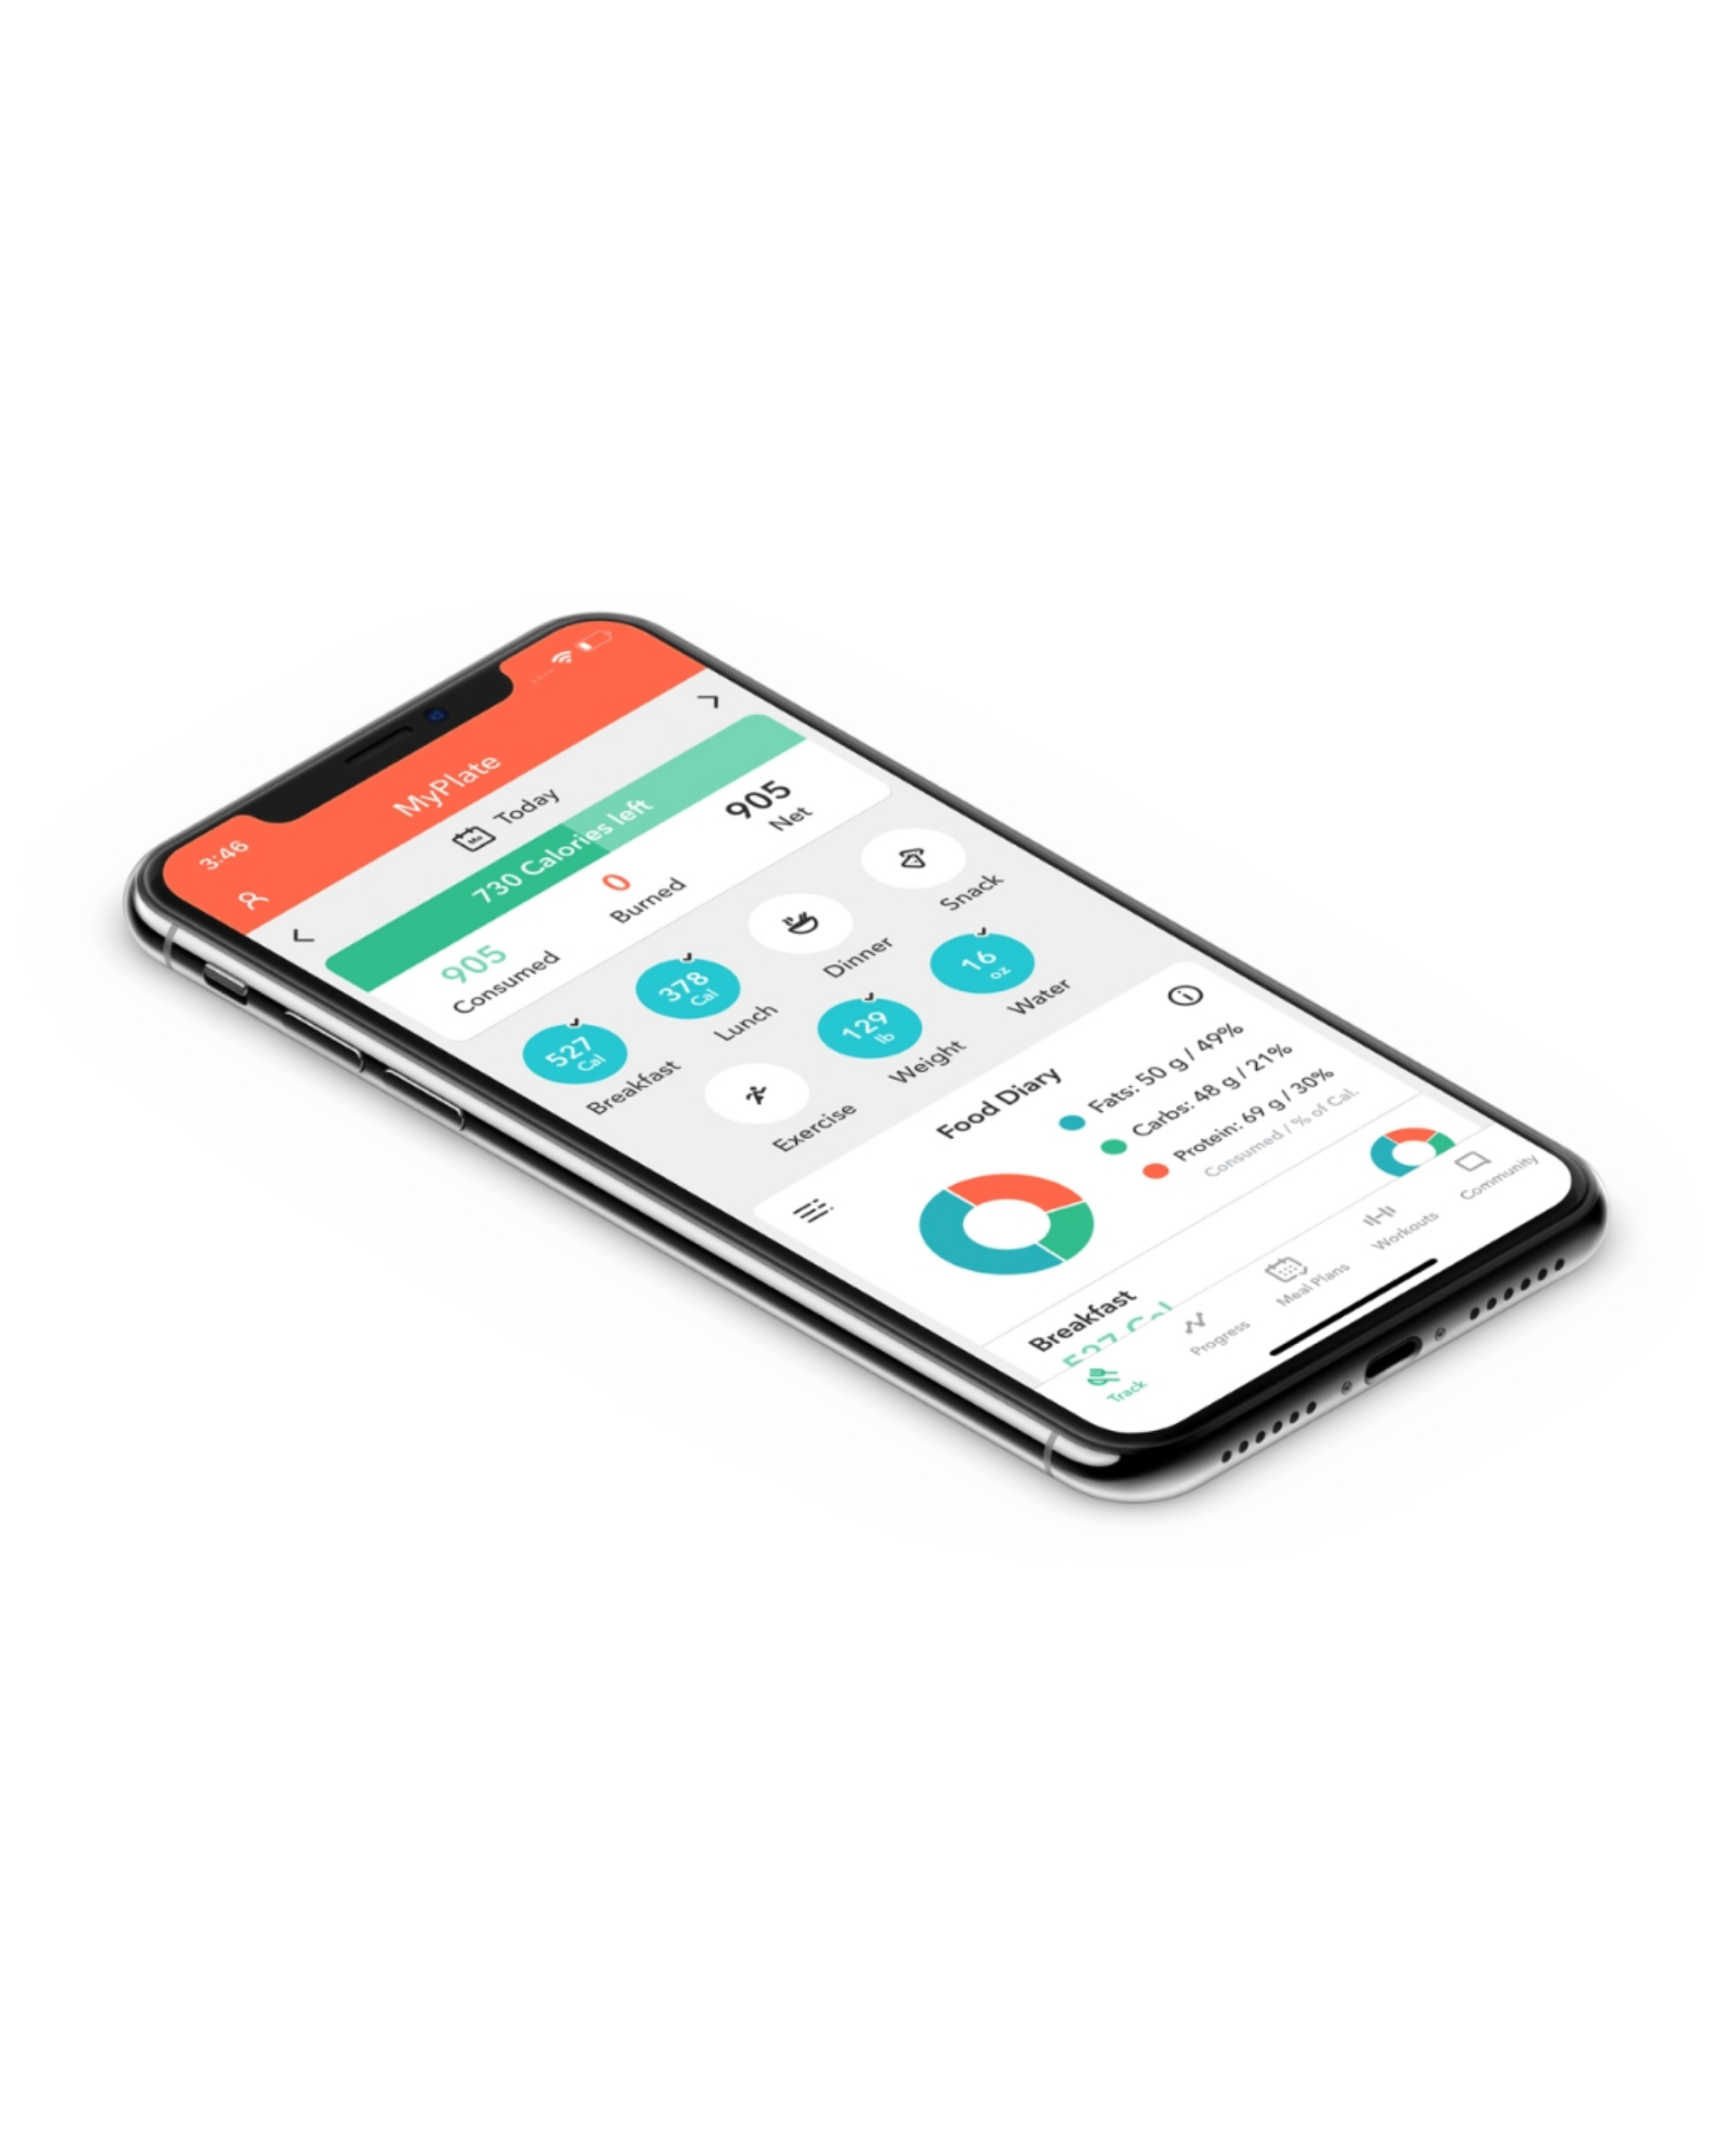 3:46
MyPlate
Today
730 Calories left
905
Consumed
0
Burned
905
Net
527
Cal
Breakfast
378
Cal
Lunch
Dinner
Snack
Exercise
129
lb
Weight
16
oz
Water
Food Diary
Fats: 50 g / 49%
Carbs: 48 g / 21%
Protein: 69 g / 30%
Consumed / % of Cal.
Breakfast
527 Cal
Track
Progress
Meal Plans
Workouts
Community